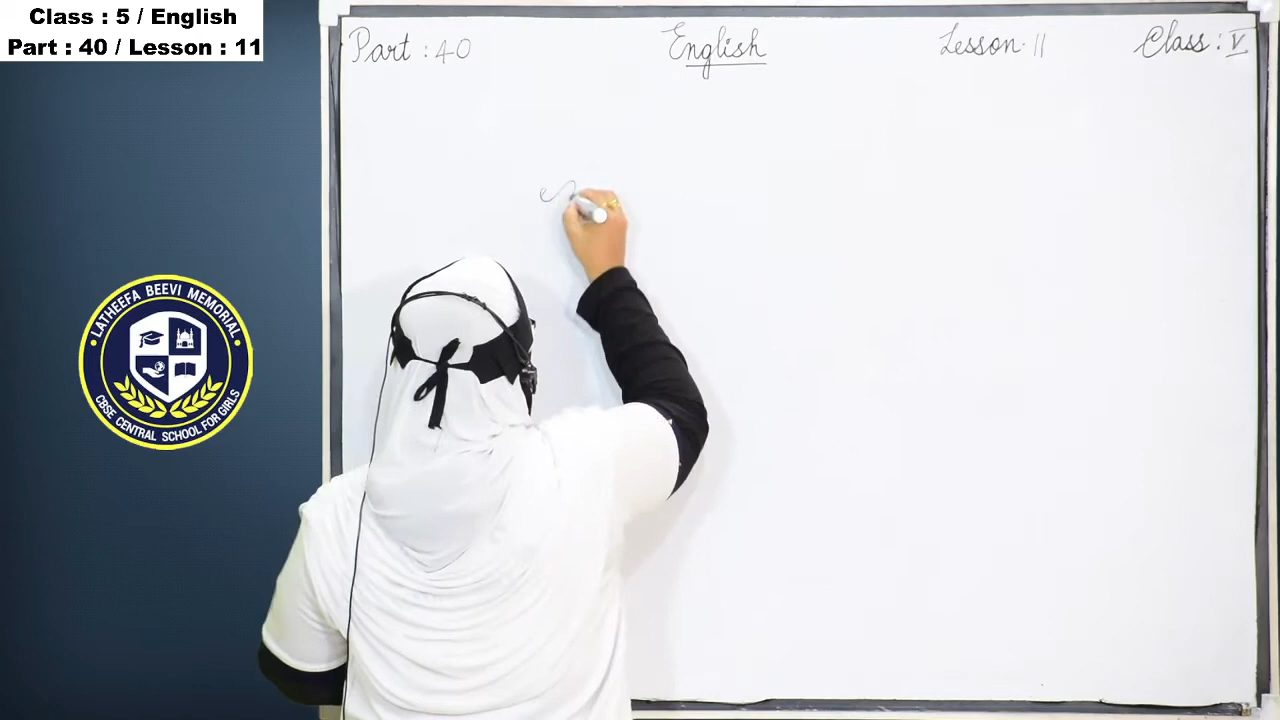 Class : 5 / English
Part : 40 / Lesson : 11
Part : 40 English Lesson · 11 Class : V
LATHEEFA BEEVI MEMORIAL
CBSE CENTRAL SCHOOL FOR GIRLS